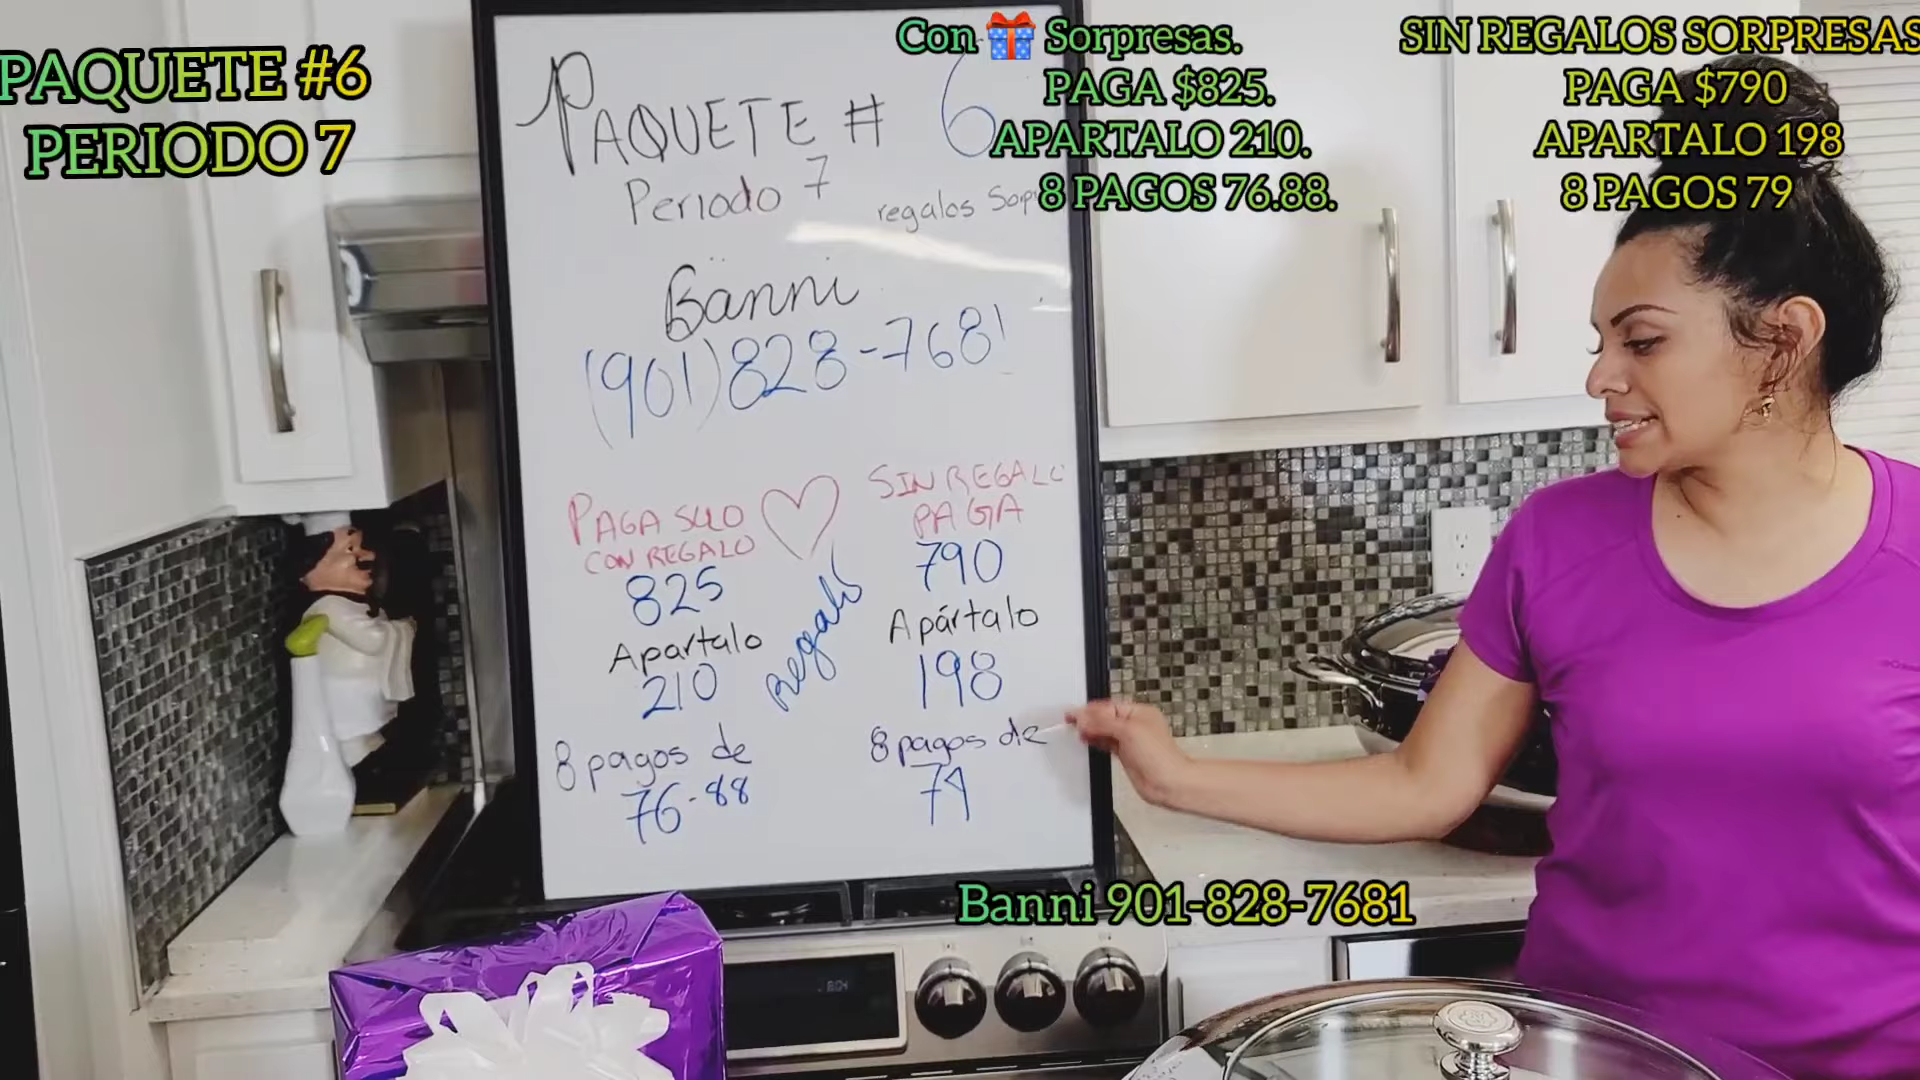 PAQUETE #6
PERIODO 7
Con 🎁 Sorpresas.
PAGA $825.
APARTALO 210.
8 PAGOS 76.88.
SIN REGALOS SORPRESAS
PAGA $790
APARTALO 198
8 PAGOS 79
PAQUETE # 6
Periodo 7
regalos Sorp
Banni
(901)828-7681
PAGA SOLO
CON REGALO
825
Apartalo
210
8 pagos de
76-88
regalo
SIN REGALO
PAGA
790
Apártalo
198
8 pagos de
79
Banni 901-828-7681